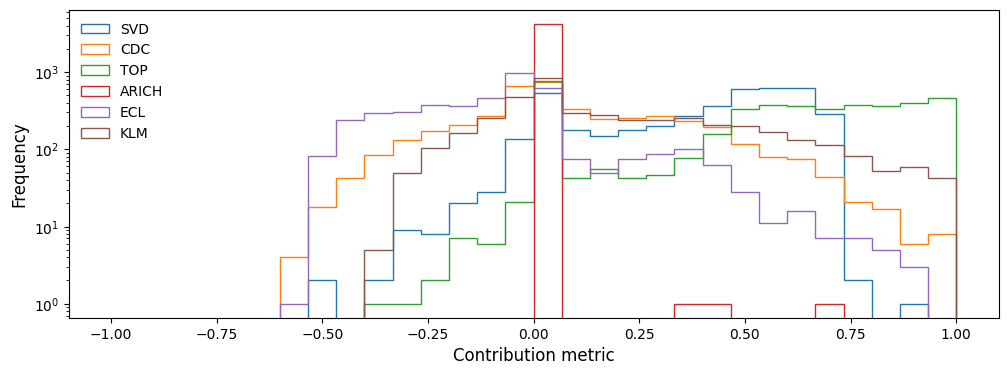 SVD
CDC
TOP
ARICH
ECL
KLM
Frequency
10³
10²
10¹
10⁰
−1.00 −0.75 −0.50 −0.25 0.00 0.25 0.50 0.75 1.00
Contribution metric